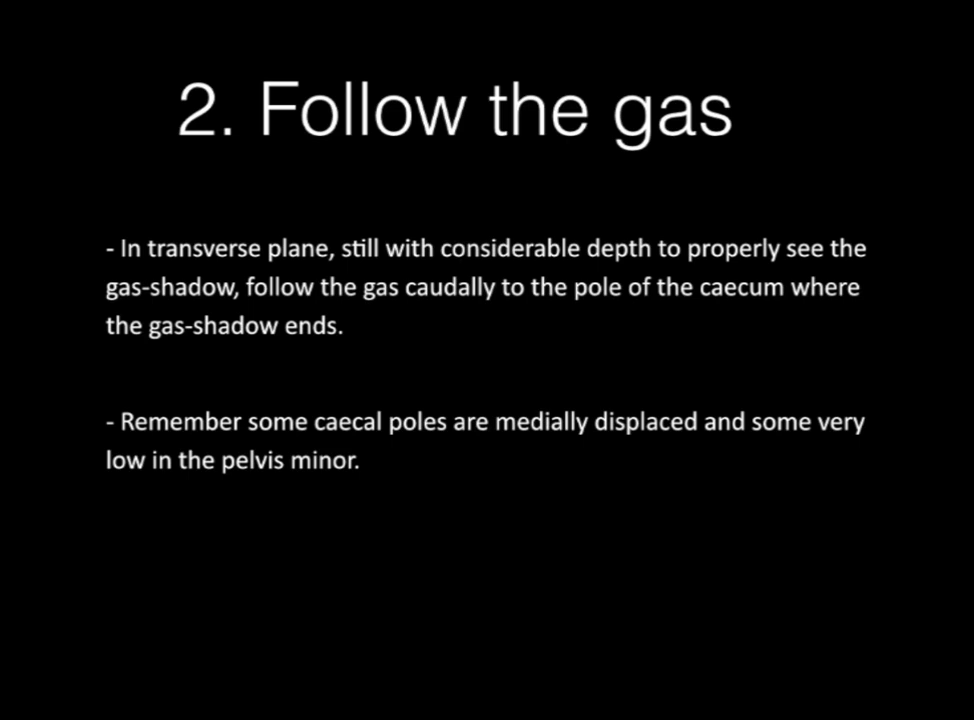 2. Follow the gas
- In transverse plane, still with considerable depth to properly see the
gas-shadow, follow the gas caudally to the pole of the caecum where
the gas-shadow ends.
- Remember some caecal poles are medially displaced and some very
low in the pelvis minor.